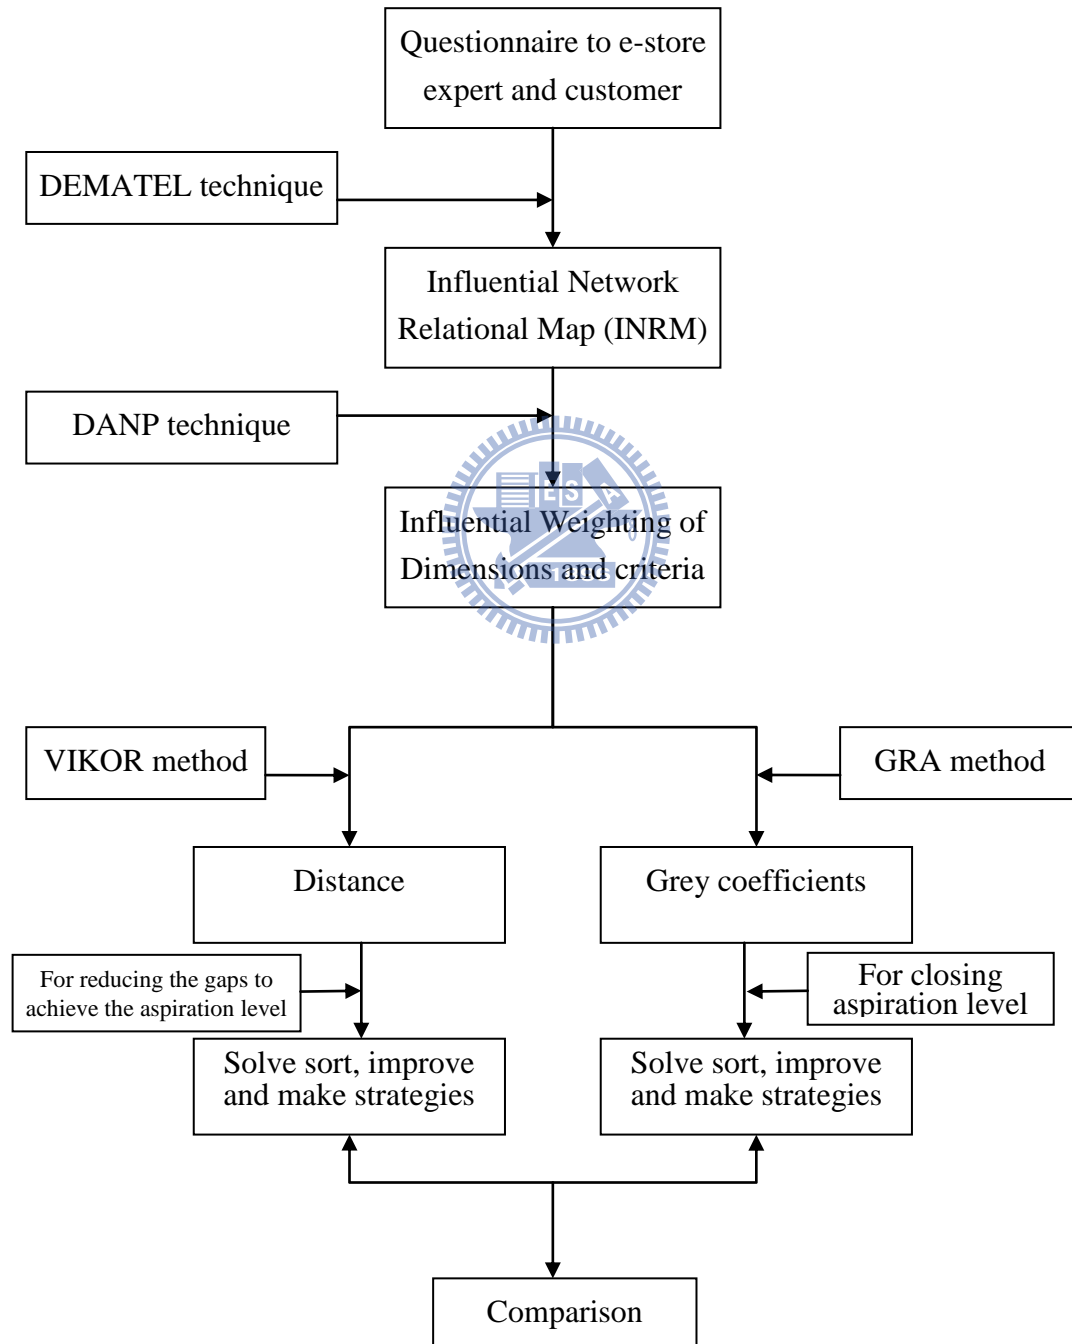 Questionnaire to e-store
expert and customer
DEMATEL technique
Influential Network
Relational Map (INRM)
DANP technique
E S A
Influential Weighting of
Dimensions and criteria
1896
VIKOR method
GRA method
Distance
Grey coefficients
For reducing the gaps to
achieve the aspiration level
For closing
aspiration level
Solve sort, improve
and make strategies
Solve sort, improve
and make strategies
Comparison